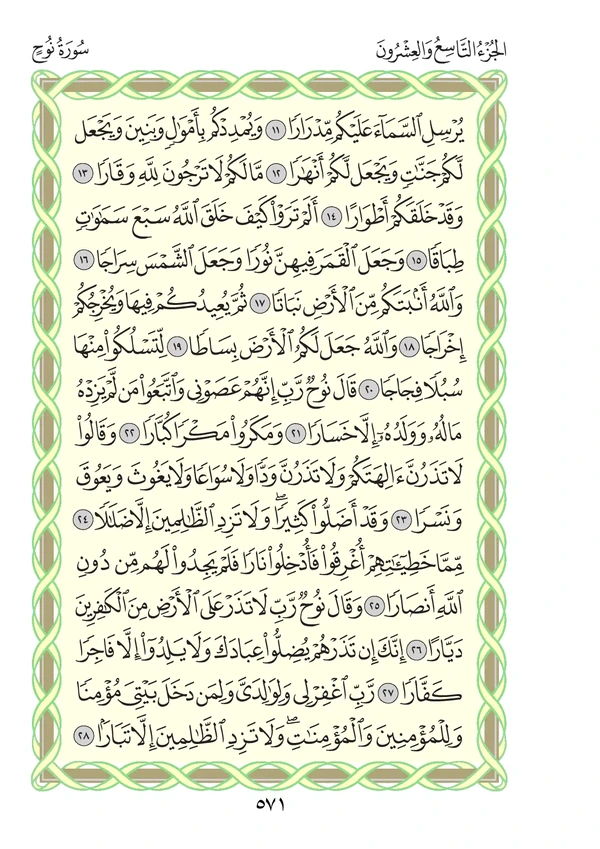 الجُزْءُ التَّاسِعُ وَالعِشْرُونَ
سُورَةُ نُوحٍ
يُرْسِلِ ٱلسَّمَآءَ عَلَيْكُم مِّدْرَارًا ١١ وَيُمْدِدْكُم بِأَمْوَٰلٍ وَبَنِينَ وَيَجْعَل
لَّكُمْ جَنَّٰتٍ وَيَجْعَل لَّكُمْ أَنْهَٰرًا ١٢ مَّا لَكُمْ لَا تَرْجُونَ لِلَّهِ وَقَارًا ١٣
وَقَدْ خَلَقَكُمْ أَطْوَارًا ١٤ أَلَمْ تَرَوْا۟ كَيْفَ خَلَقَ ٱللَّهُ سَبْعَ سَمَٰوَٰتٍ
طِبَاقًا ١٥ وَجَعَلَ ٱلْقَمَرَ فِيهِنَّ نُورًا وَجَعَلَ ٱلشَّمْسَ سِرَاجًا ١٦
وَٱللَّهُ أَنۢبَتَكُم مِّنَ ٱلْأَرْضِ نَبَاتًا ١٧ ثُمَّ يُعِيدُكُمْ فِيهَا وَيُخْرِجُكُمْ
إِخْرَاجًا ١٨ وَٱللَّهُ جَعَلَ لَكُمُ ٱلْأَرْضَ بِسَاطًا ١٩ لِّتَسْلُكُوا۟ مِنْهَا
سُبُلًا فِجَاجًا ٢٠ قَالَ نُوحٌ رَّبِّ إِنَّهُمْ عَصَوْنِى وَٱتَّبَعُوا۟ مَن لَّمْ يَزِدْهُ
مَالُهُۥ وَوَلَدُهُۥٓ إِلَّا خَسَارًا ٢١ وَمَكَرُوا۟ مَكْرًا كُبَّارًا ٢٢ وَقَالُوا۟
لَا تَذَرُنَّ ءَالِهَتَكُمْ وَلَا تَذَرُنَّ وَدًّا وَلَا سُوَاعًا وَلَا يَغُوثَ وَيَعُوقَ
وَنَسْرًا ٢٣ وَقَدْ أَضَلُّوا۟ كَثِيرًا ۖ وَلَا تَزِدِ ٱلظَّٰلِمِينَ إِلَّا ضَلَٰلًا ٢٤
مِّمَّا خَطِيٓـَٰٔتِهِمْ أُغْرِقُوا۟ فَأُدْخِلُوا۟ نَارًا فَلَمْ يَجِدُوا۟ لَهُم مِّن دُونِ
ٱللَّهِ أَنصَارًا ٢٥ وَقَالَ نُوحٌ رَّبِّ لَا تَذَرْ عَلَى ٱلْأَرْضِ مِنَ ٱلْكَٰفِرِينَ
دَيَّارًا ٢٦ إِنَّكَ إِن تَذَرْهُمْ يُضِلُّوا۟ عِبَادَكَ وَلَا يَلِدُوٓا۟ إِلَّا فَاجِرًا
كَفَّارًا ٢٧ رَّبِّ ٱغْفِرْ لِى وَلِوَٰلِدَىَّ وَلِمَن دَخَلَ بَيْتِىَ مُؤْمِنًا
وَلِلْمُؤْمِنِينَ وَٱلْمُؤْمِنَٰتِ ۖ وَلَا تَزِدِ ٱلظَّٰلِمِينَ إِلَّا تَبَارًۢا ٢٨
٥٧١